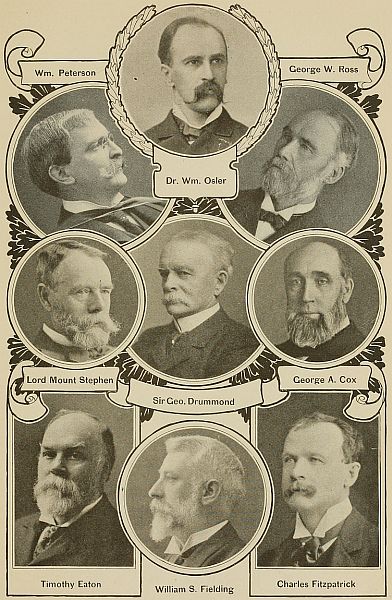 Wm. Peterson
George W. Ross
Dr. Wm. Osler
Lord Mount Stephen
George A. Cox
Sir Geo. Drummond
Timothy Eaton
William S. Fielding
Charles Fitzpatrick